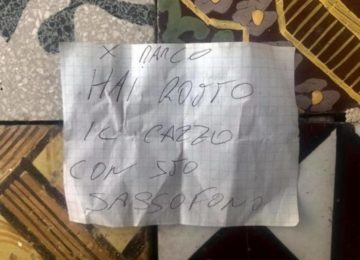 X MARCO
HAI ROTTO
IL CAZZO
CON STO
SASSOFONO